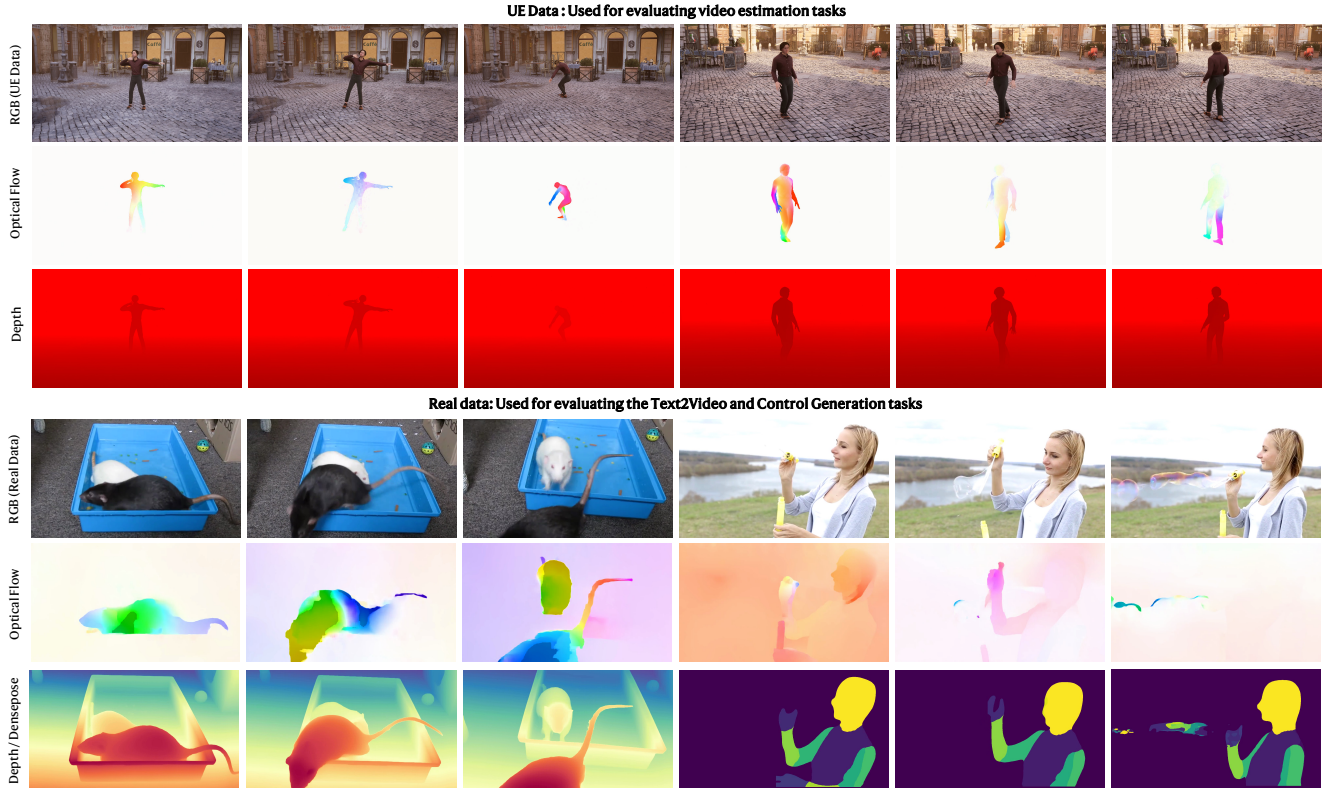 UE Data : Used for evaluating video estimation tasks
RGB (UE Data)
Optical Flow
Depth
Real data: Used for evaluating the Text2Video and Control Generation tasks
RGB (Real Data)
Optical Flow
Depth / Densepose